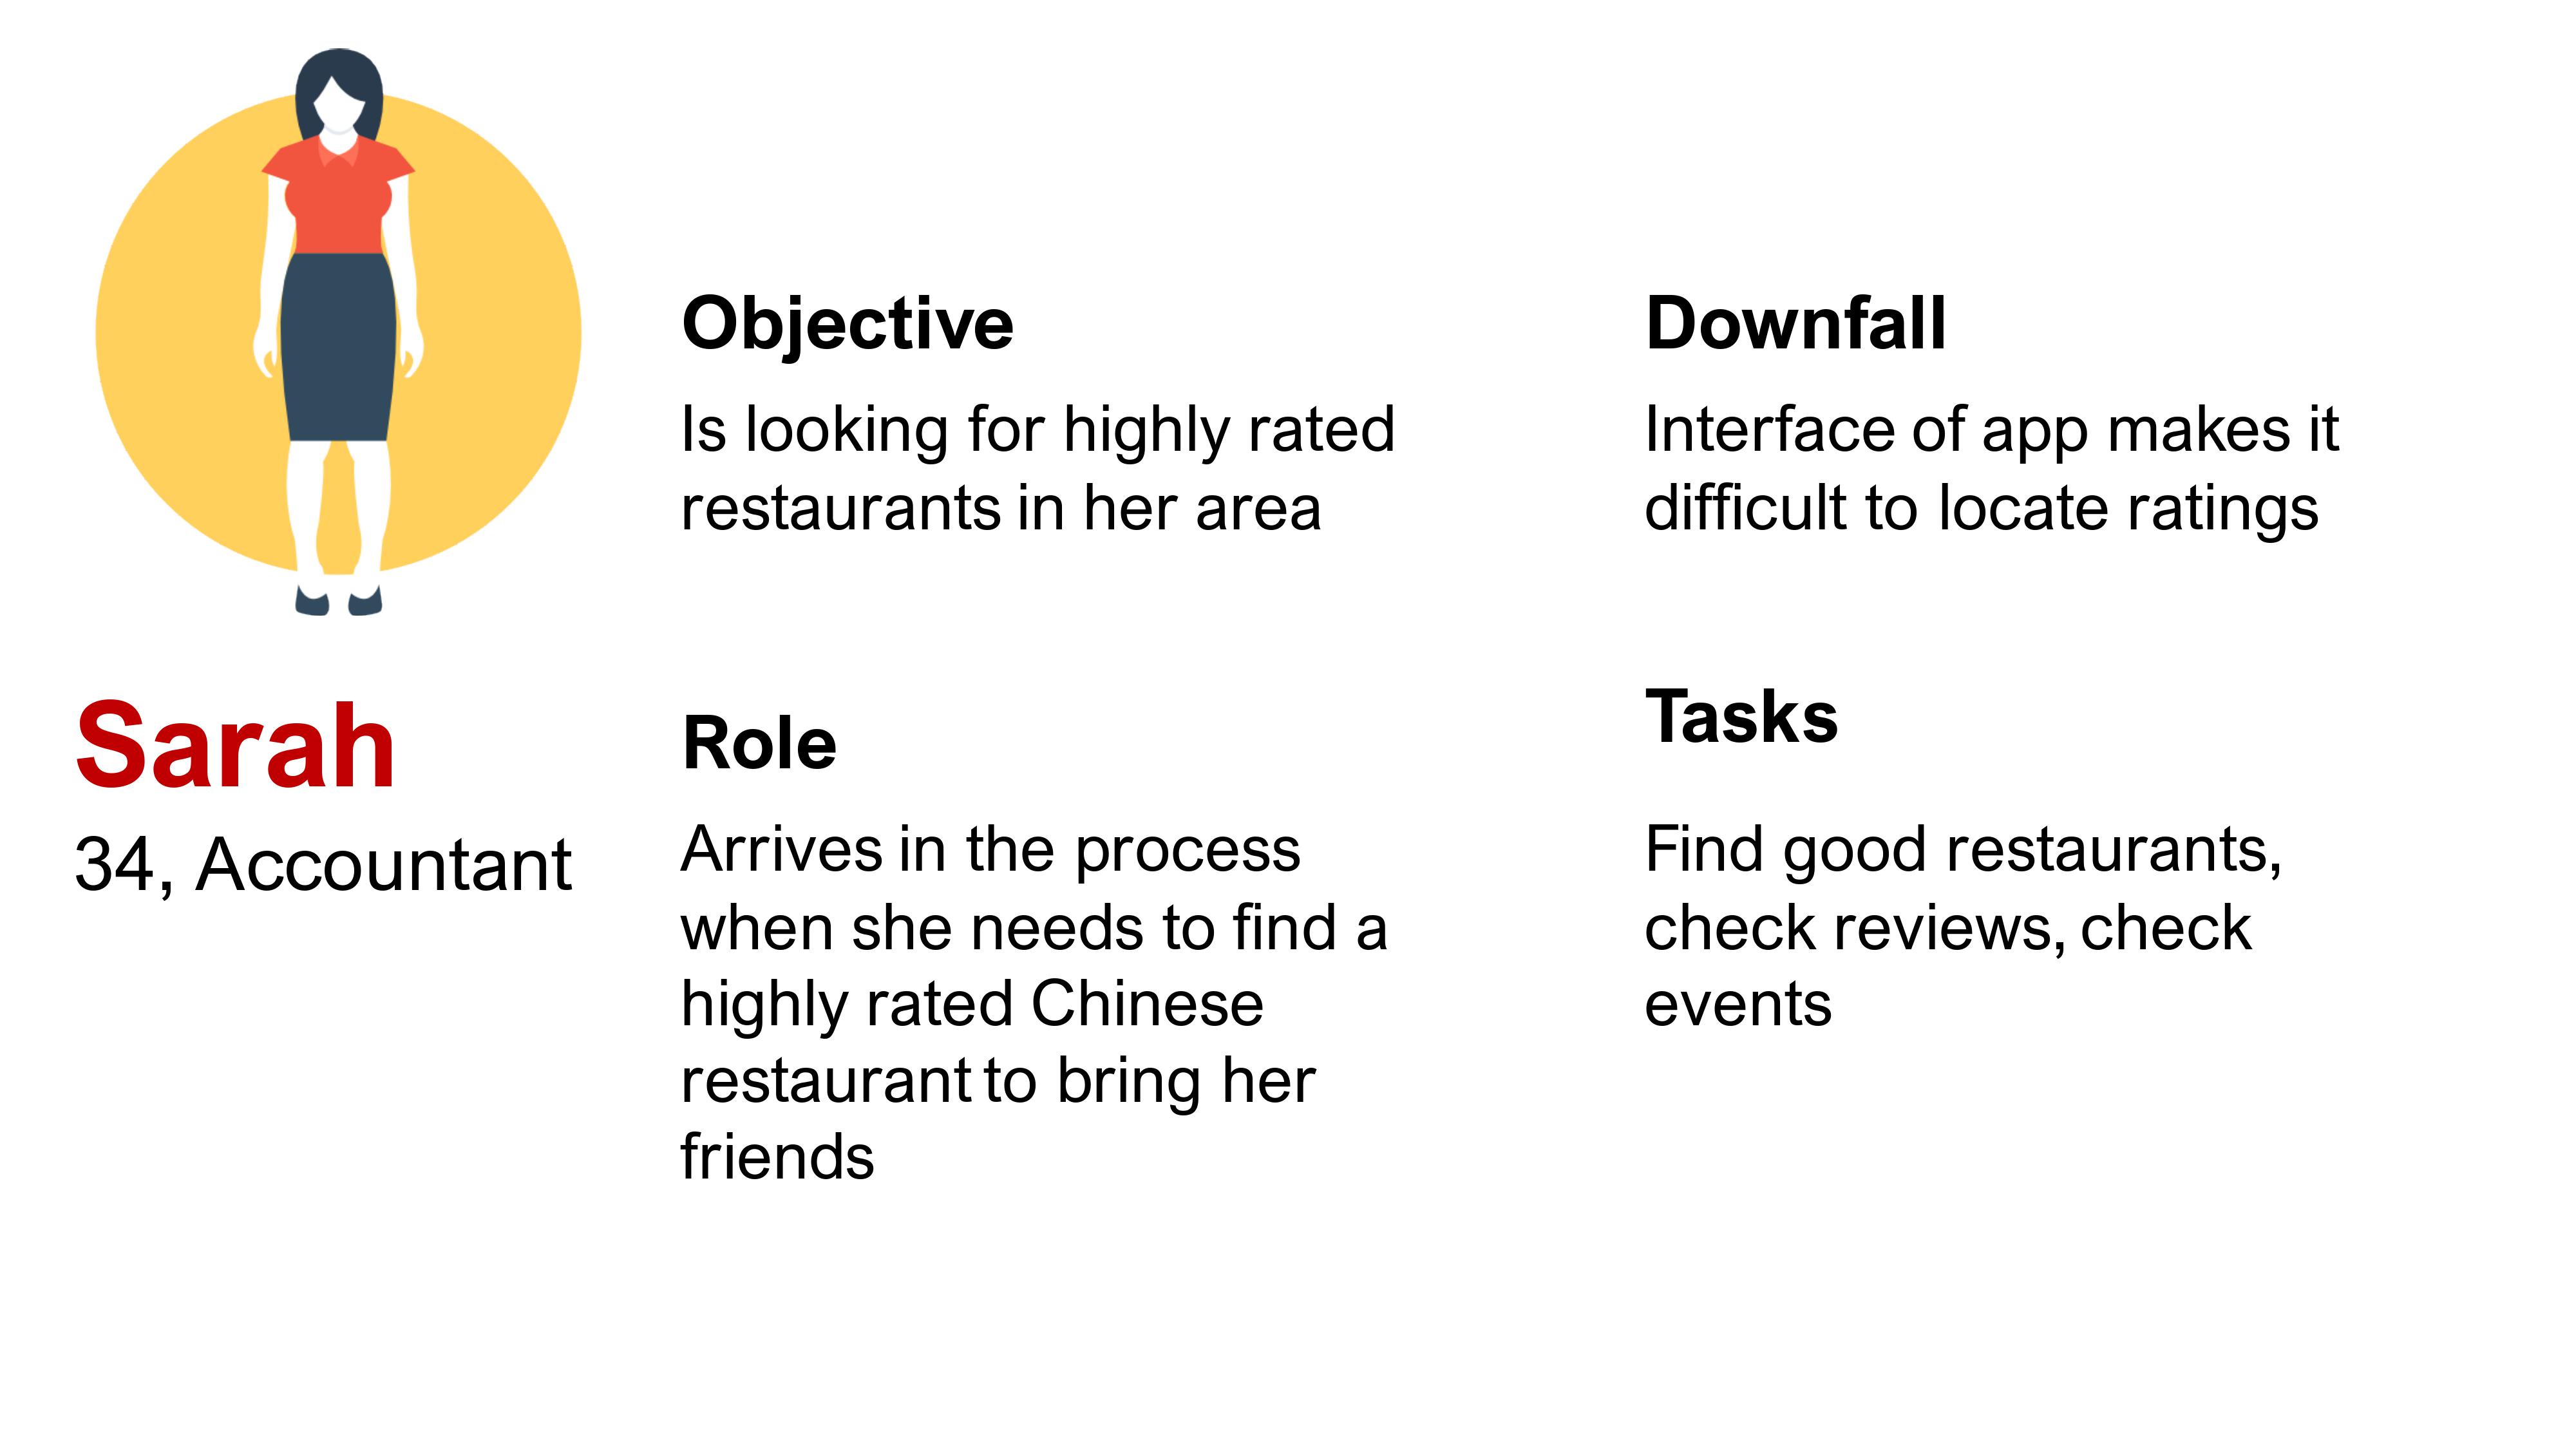 Sarah
34, Accountant
Objective
Is looking for highly rated
restaurants in her area
Downfall
Interface of app makes it
difficult to locate ratings
Role
Arrives in the process
when she needs to find a
highly rated Chinese
restaurant to bring her
friends
Tasks
Find good restaurants,
check reviews, check
events